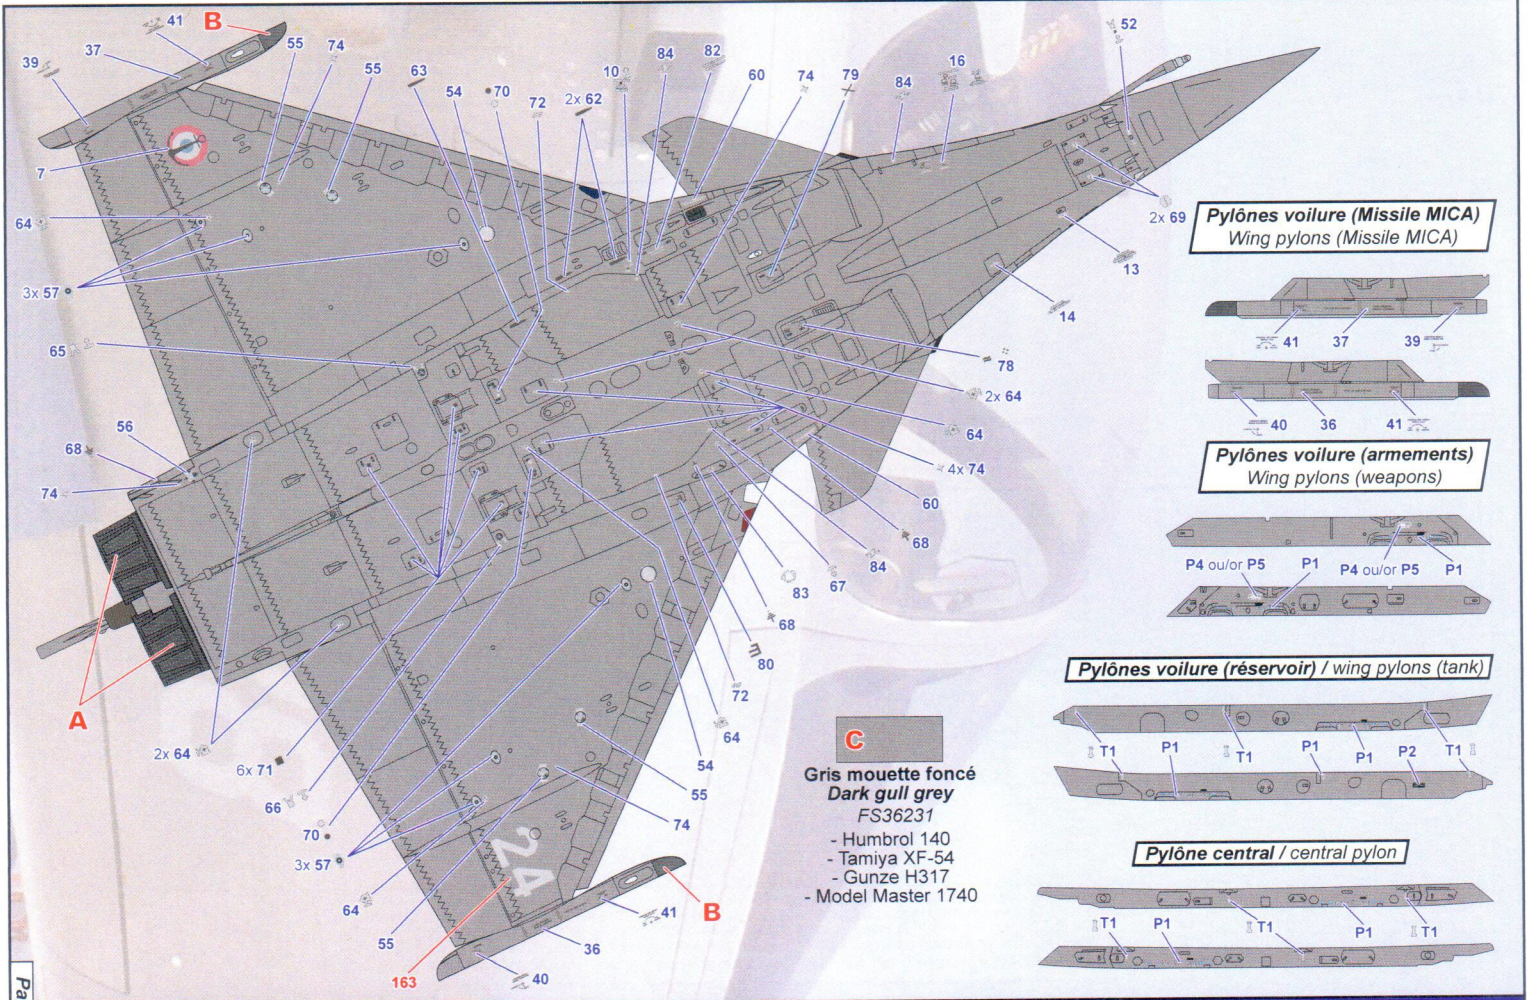 41
B
39
37
55
74
55
63
54
70
72
2x 62
10
84
82
60
74
79
84
16
52
7
64
3x 57
65
56
68
74
A
2x 64
6x 71
66
70
3x 57
64
55
163
40
36
41
B
24
74
55
54
64
72
80
68
83
67
84
68
60
4x 74
64
2x 64
78
14
13
2x 69
C
Gris mouette foncé
Dark gull grey
FS36231
- Humbrol 140
- Tamiya XF-54
- Gunze H317
- Model Master 1740
Pylônes voilure (Missile MICA)
Wing pylons (Missile MICA)
41 37 39
40 36 41
Pylônes voilure (armements)
Wing pylons (weapons)
P4 ou/or P5 P1 P4 ou/or P5 P1
Pylônes voilure (réservoir) / wing pylons (tank)
T1 P1 T1 P1 P1 P2 T1
Pylône central / central pylon
T1 P1 T1 P1 T1
Pa